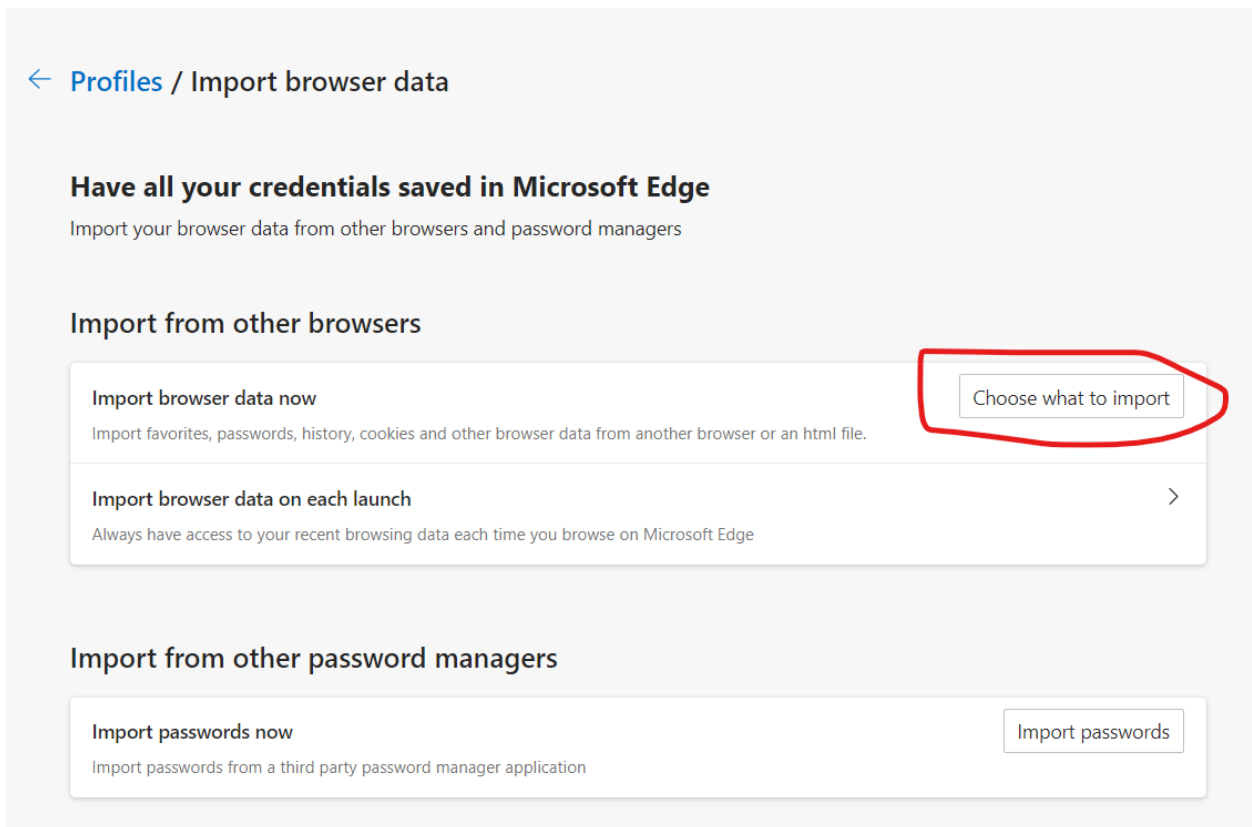 Profiles / Import browser data
Have all your credentials saved in Microsoft Edge
Import your browser data from other browsers and password managers
Import from other browsers
Import browser data now
Choose what to import
Import favorites, passwords, history, cookies and other browser data from another browser or an html file.
Import browser data on each launch
Always have access to your recent browsing data each time you browse on Microsoft Edge
Import from other password managers
Import passwords now
Import passwords
Import passwords from a third party password manager application